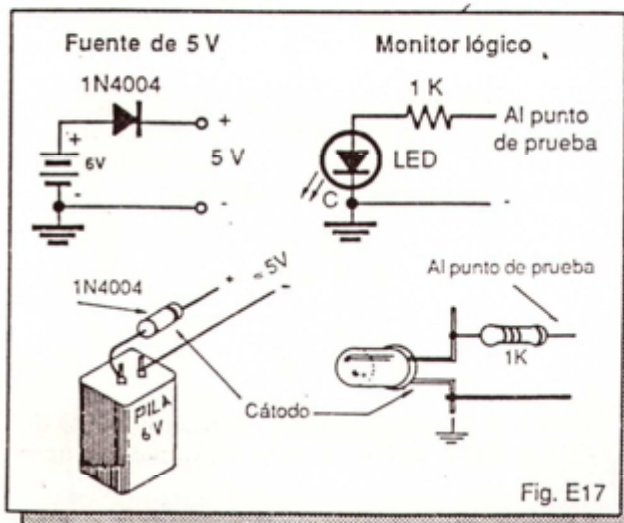 Fuente de 5 V
1N4004
+
+
6V
5 V
-
-
Monitor lógico
1 K
Al punto
de prueba
LED
C
-
1N4004
+
- 5V
-
PILA
6V
Cátodo
Al punto de prueba
1K
Fig. E17